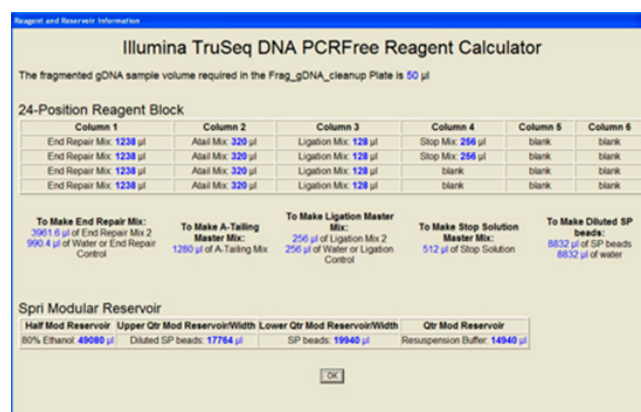 Reagent and Reservoir Information
Illumina TruSeq DNA PCRFree Reagent Calculator
The fragmented gDNA sample volume required in the Frag_gDNA_cleanup Plate is 50 µl
24-Position Reagent Block
Column 1 Column 2 Column 3 Column 4 Column 5 Column 6
End Repair Mix: 1238 µl Atail Mix: 320 µl Ligation Mix: 128 µl Stop Mix: 256 µl blank blank
End Repair Mix: 1238 µl Atail Mix: 320 µl Ligation Mix: 128 µl Stop Mix: 256 µl blank blank
End Repair Mix: 1238 µl Atail Mix: 320 µl Ligation Mix: 128 µl blank blank blank
End Repair Mix: 1238 µl Atail Mix: 320 µl Ligation Mix: 128 µl blank blank blank
To Make End Repair Mix:
3961.6 µl of End Repair Mix 2
990.4 µl of Water or End Repair
Control
To Make A-Tailing
Master Mix:
1280 µl of A-Tailing Mix
To Make Ligation Master
Mix:
256 µl of Ligation Mix 2
256 µl of Water or Ligation
Control
To Make Stop Solution
Master Mix:
512 µl of Stop Solution
To Make Diluted SP
beads:
8832 µl of SP beads
8832 µl of water
Spri Modular Reservoir
Half Mod Reservoir Upper Qtr Mod Reservoir/Width Lower Qtr Mod Reservoir/Width Qtr Mod Reservoir
80% Ethanol: 49080 µl Diluted SP beads: 17764 µl SP beads: 19940 µl Resuspension Buffer: 14940 µl
OK